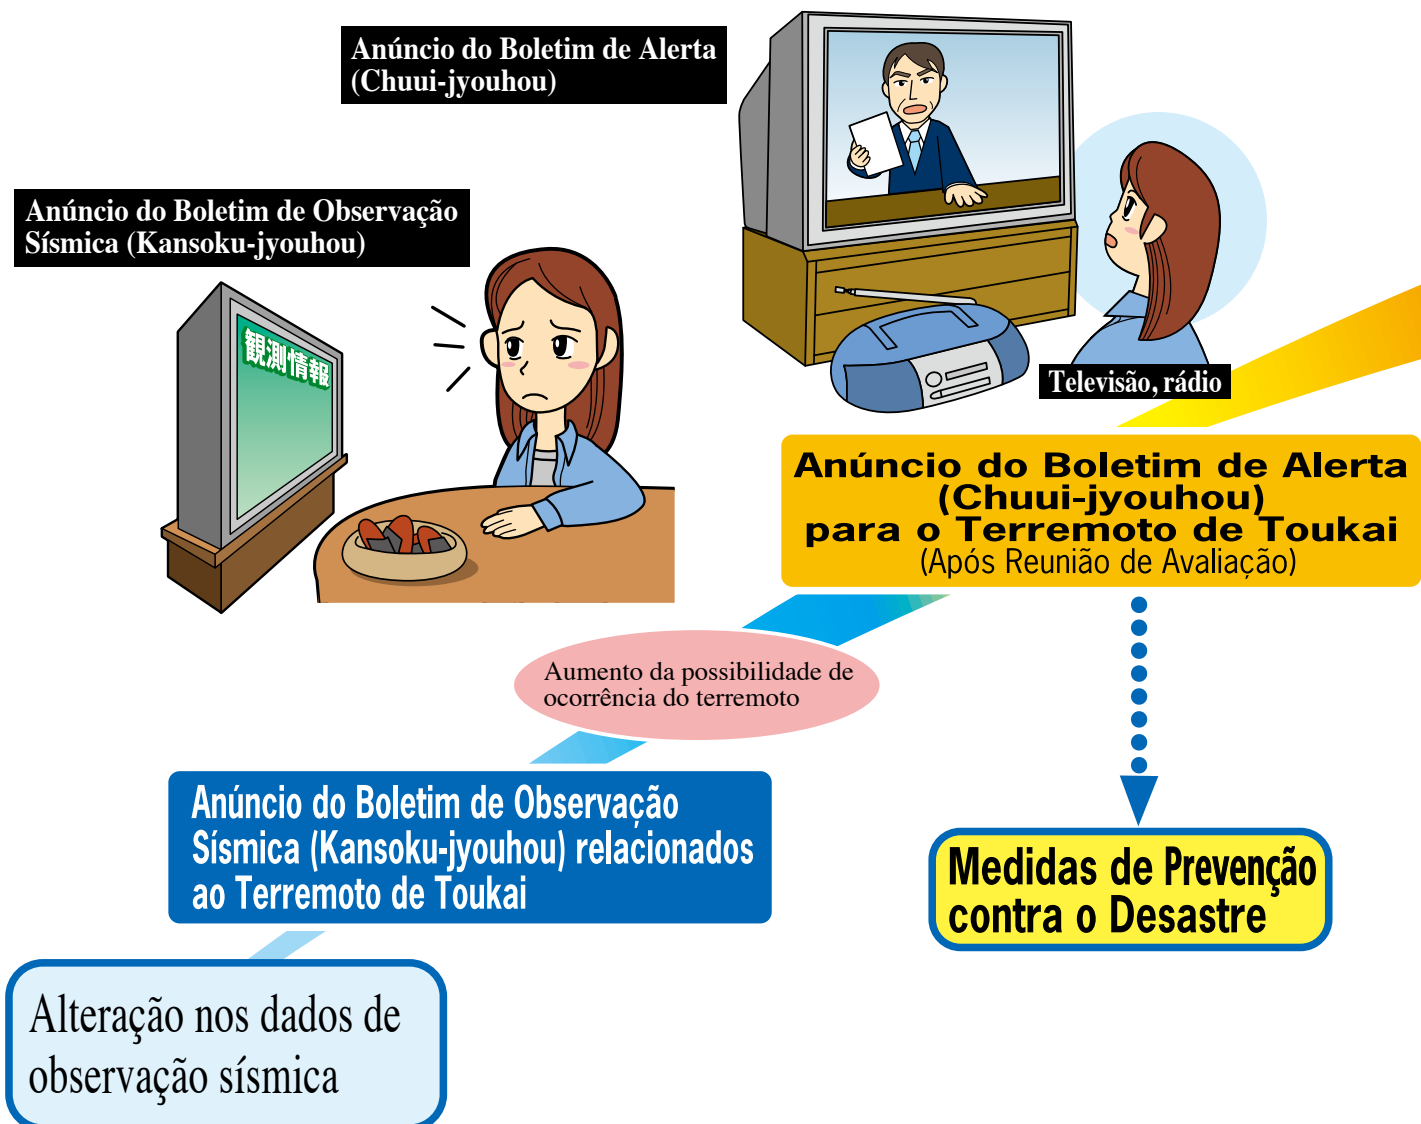 Anúncio do Boletim de Alerta
(Chuui-jyouhou)
Anúncio do Boletim de Observação
Sísmica (Kansoku-jyouhou)
観測情報
Televisão, rádio
Anúncio do Boletim de Alerta
(Chuui-jyouhou)
para o Terremoto de Toukai
(Após Reunião de Avaliação)
Aumento da possibilidade de
ocorrência do terremoto
Anúncio do Boletim de Observação
Sísmica (Kansoku-jyouhou) relacionados
ao Terremoto de Toukai
Medidas de Prevenção
contra o Desastre
Alteração nos dados de
observação sísmica